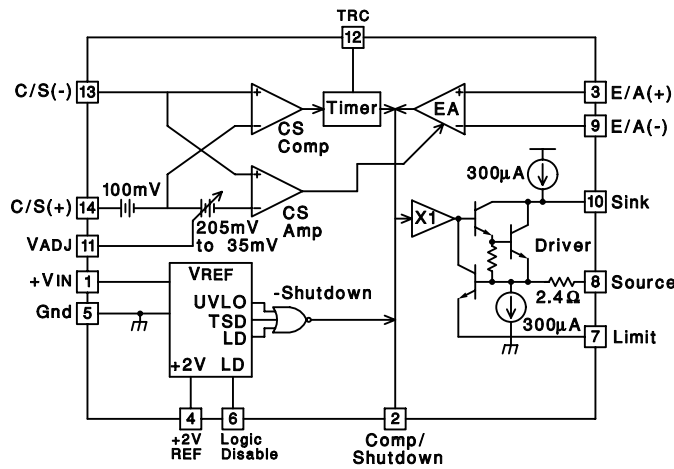 TRC
12
C/S(-) 13
3 E/A(+)
Timer
EA
CS
Comp
9 E/A(-)
300µA
100mV
CS
Amp
C/S(+) 14
205mV
to 35mV
X1
10 Sink
VADJ 11
Driver
+VIN 1
VREF
-Shutdown
8 Source
2.4Ω
Gnd 5
UVLO
TSD
LD
300µA
7 Limit
+2V LD
4 6 2
+2V
REF
Logic
Disable
Comp/
Shutdown